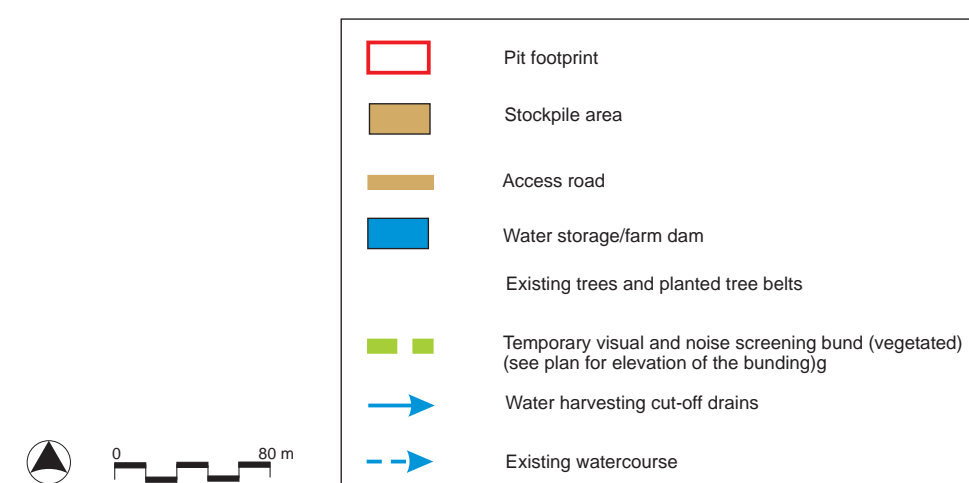 Pit footprint
Stockpile area
Access road
Water storage/farm dam
Existing trees and planted tree belts
Temporary visual and noise screening bund (vegetated)
(see plan for elevation of the bunding)g
Water harvesting cut-off drains
Existing watercourse
0 80 m